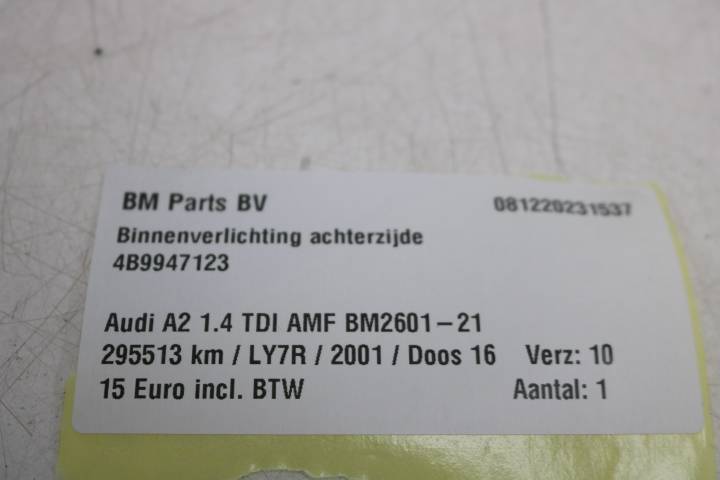 BM Parts BV 081220231537
Binnenverlichting achterzijde
4B9947123
Audi A2 1.4 TDI AMF BM2601-21
295513 km / LY7R / 2001 / Doos 16 Verz: 10
15 Euro incl. BTW Aantal: 1